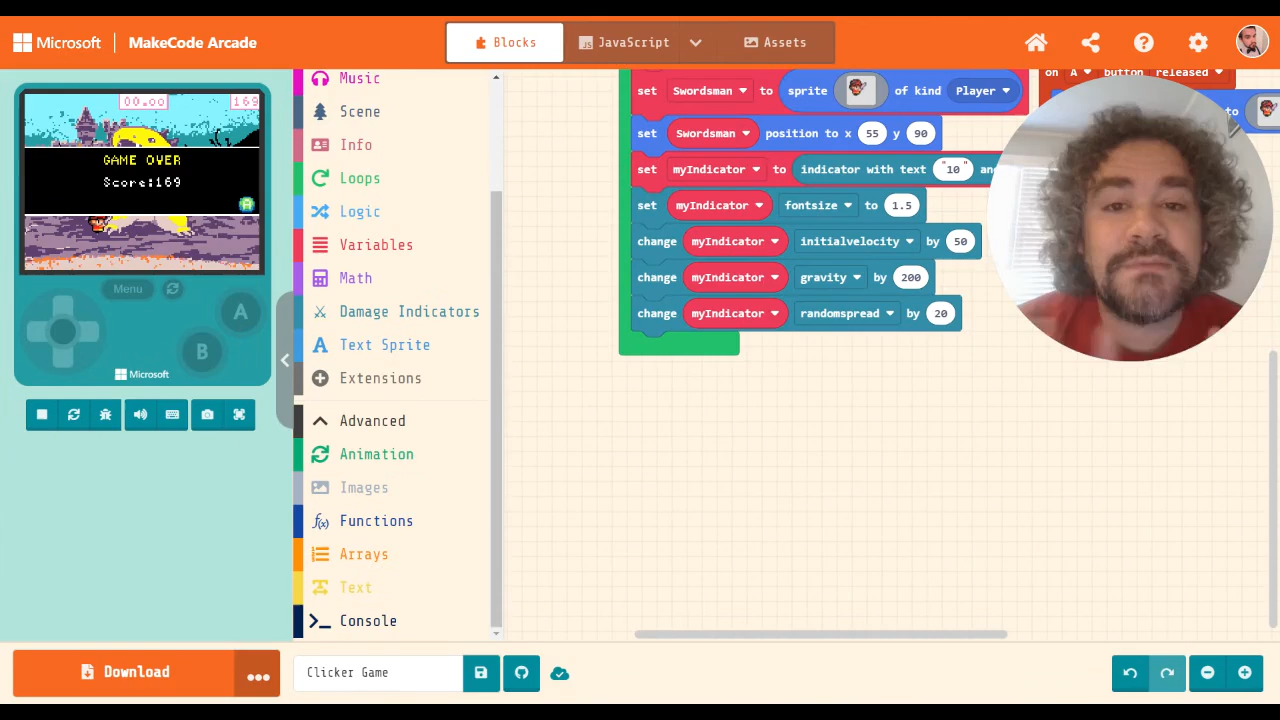 Microsoft
MakeCode Arcade
Blocks
JavaScript
Assets
00.00
169
GAME OVER
Score:169
Menu
A
B
Microsoft
Music
Scene
Info
Loops
Logic
Variables
Math
Damage Indicators
Text Sprite
Extensions
Advanced
Animation
Images
Functions
Arrays
Text
Console
set Swordsman to sprite of kind Player
set Swordsman position to x 55 y 90
set myIndicator to indicator with text "10"
set myIndicator fontsize to 1.5
change myIndicator initialvelocity by 50
change myIndicator gravity by 200
change myIndicator randomspread by 20
on A button released
to
Download
Clicker Game